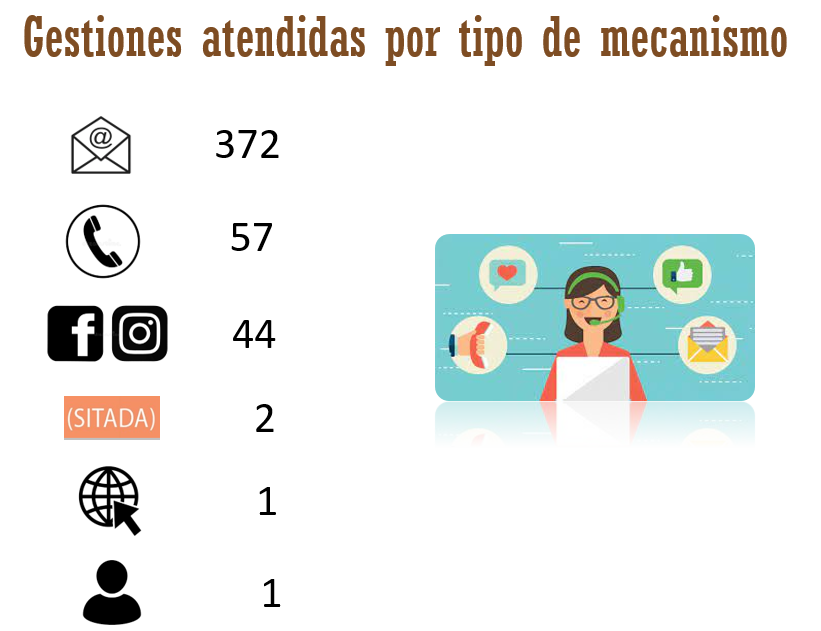 Gestiones atendidas por tipo de mecanismo
@ 372
57
f 44
(SITADA) 2
1
1